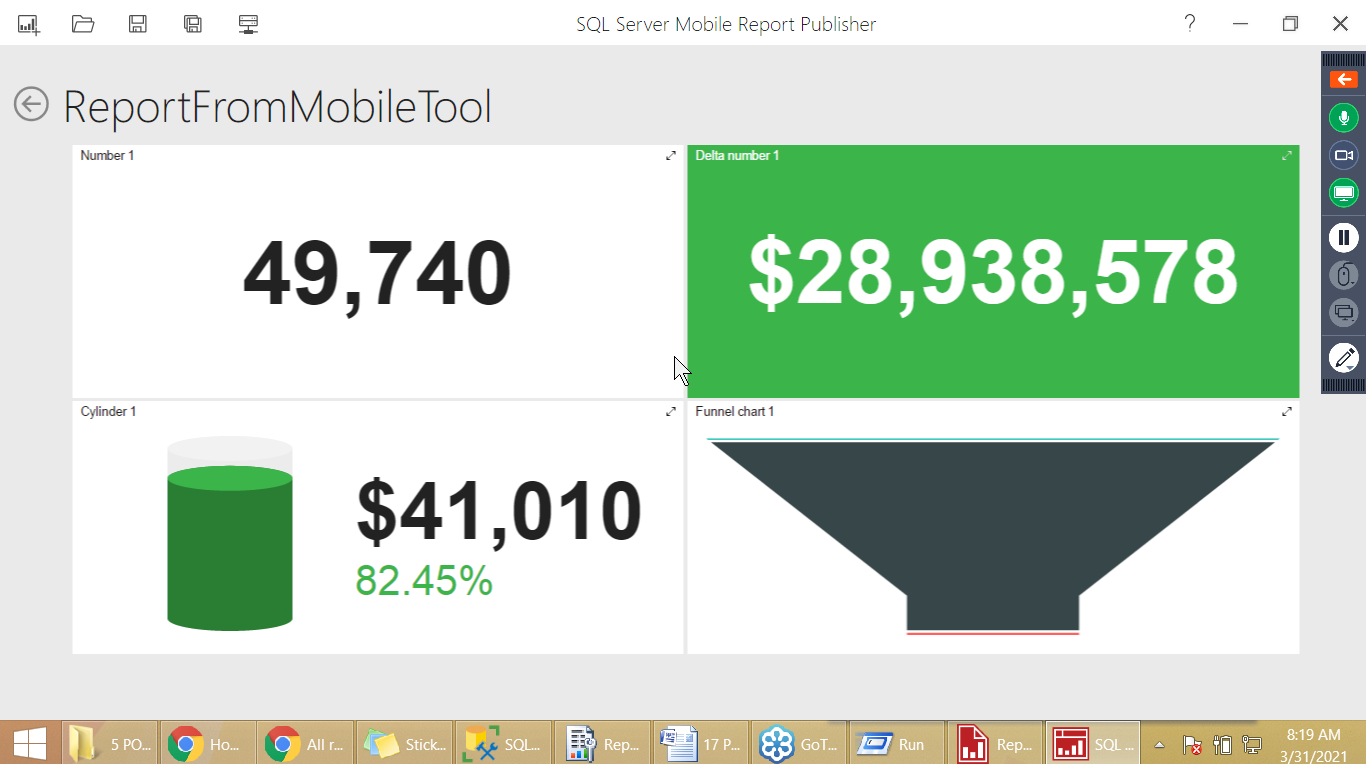 SQL Server Mobile Report Publisher
?
ReportFromMobileTool
Number 1
Delta number 1
49,740
$28,938,578
Cylinder 1
Funnel chart 1
$41,010
82.45%
5 PO...
Ho...
All r...
Stick...
SQL...
Rep...
17 P...
GoT...
Run
Rep...
SQL ...
8:19 AM
3/31/2021